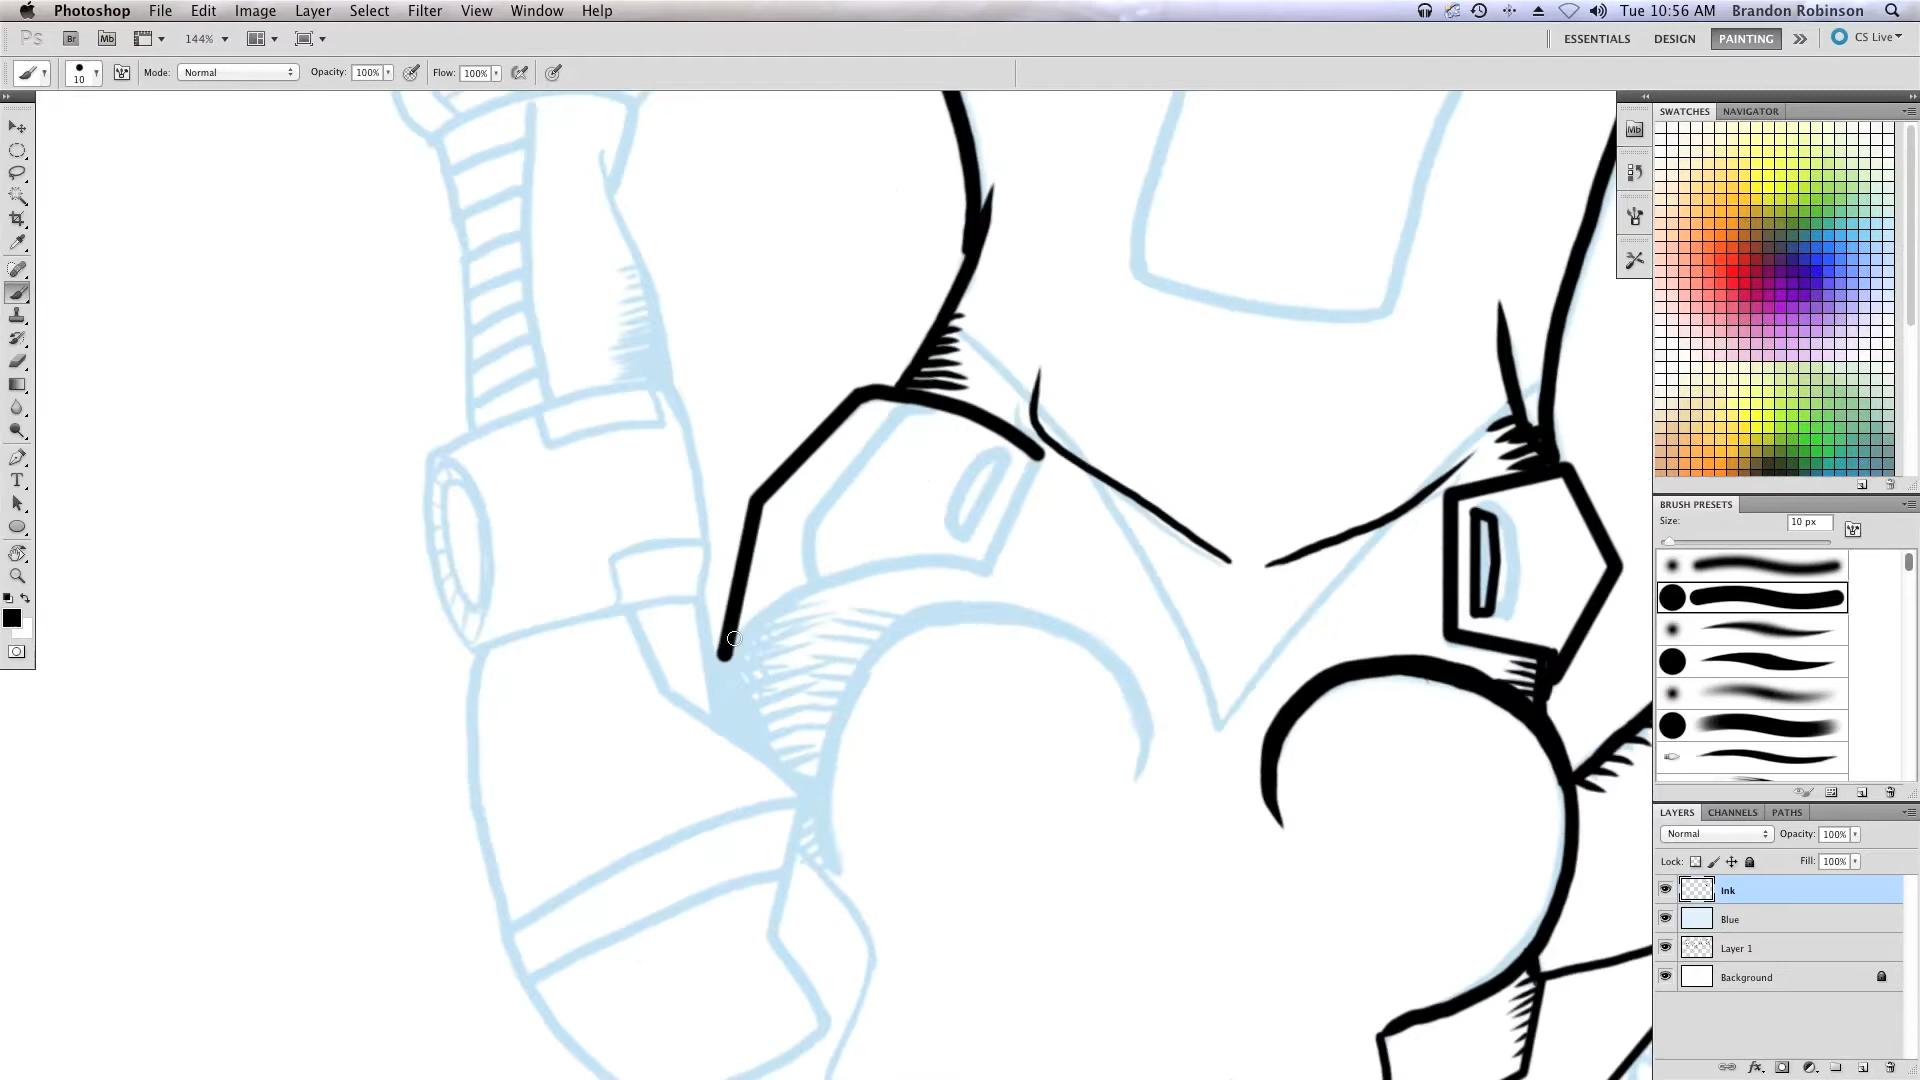 Photoshop File Edit Image Layer Select Filter View Window Help Tue 10:56 AM Brandon Robinson
Ps Br Mb 144% ESSENTIALS DESIGN PAINTING CS Live
10 Mode: Normal Opacity: 100% Flow: 100%
SWATCHES NAVIGATOR
Mb
BRUSH PRESETS
Size: 10 px
LAYERS CHANNELS PATHS
Normal Opacity: 100%
Lock: Fill: 100%
Ink
Blue
Layer 1
Background